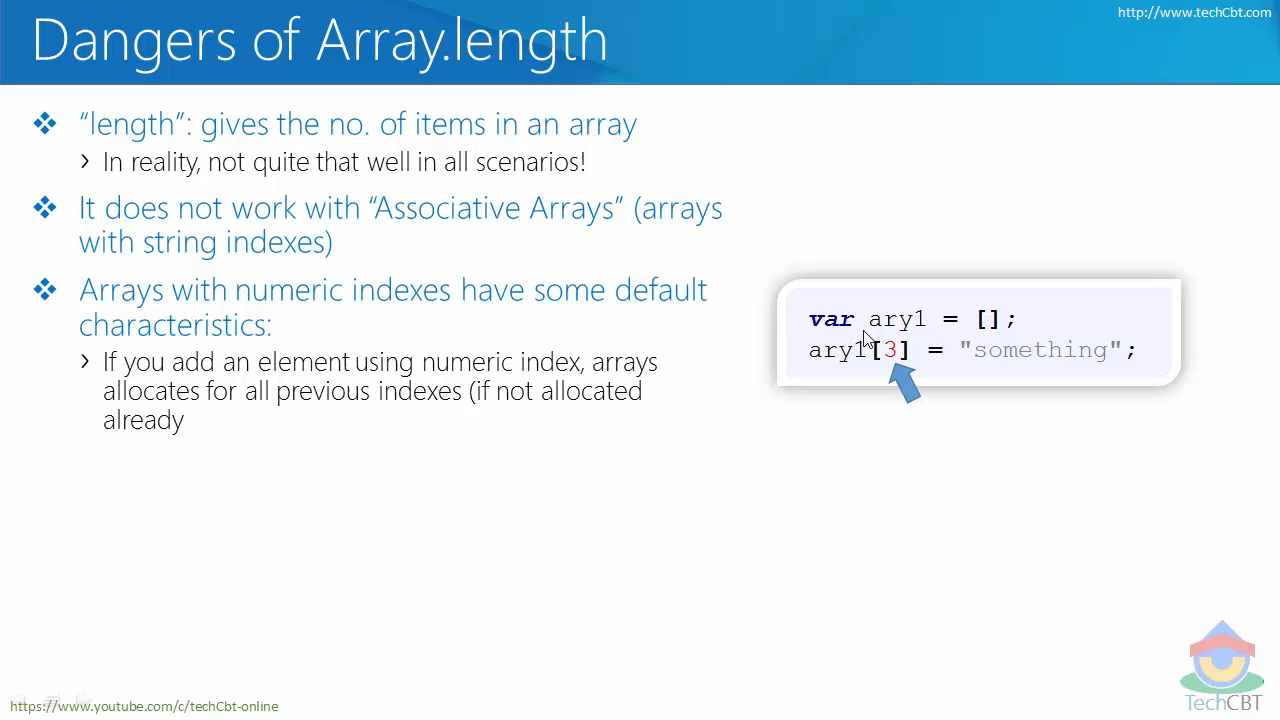 http://www.techCbt.com
Dangers of Array.length
“length”: gives the no. of items in an array
In reality, not quite that well in all scenarios!
It does not work with “Associative Arrays” (arrays
with string indexes)
Arrays with numeric indexes have some default
characteristics:
If you add an element using numeric index, arrays
allocates for all previous indexes (if not allocated
already
var ary1 = [];
ary1[3] = "something";
https://www.youtube.com/c/techCbt-online
TechCBT